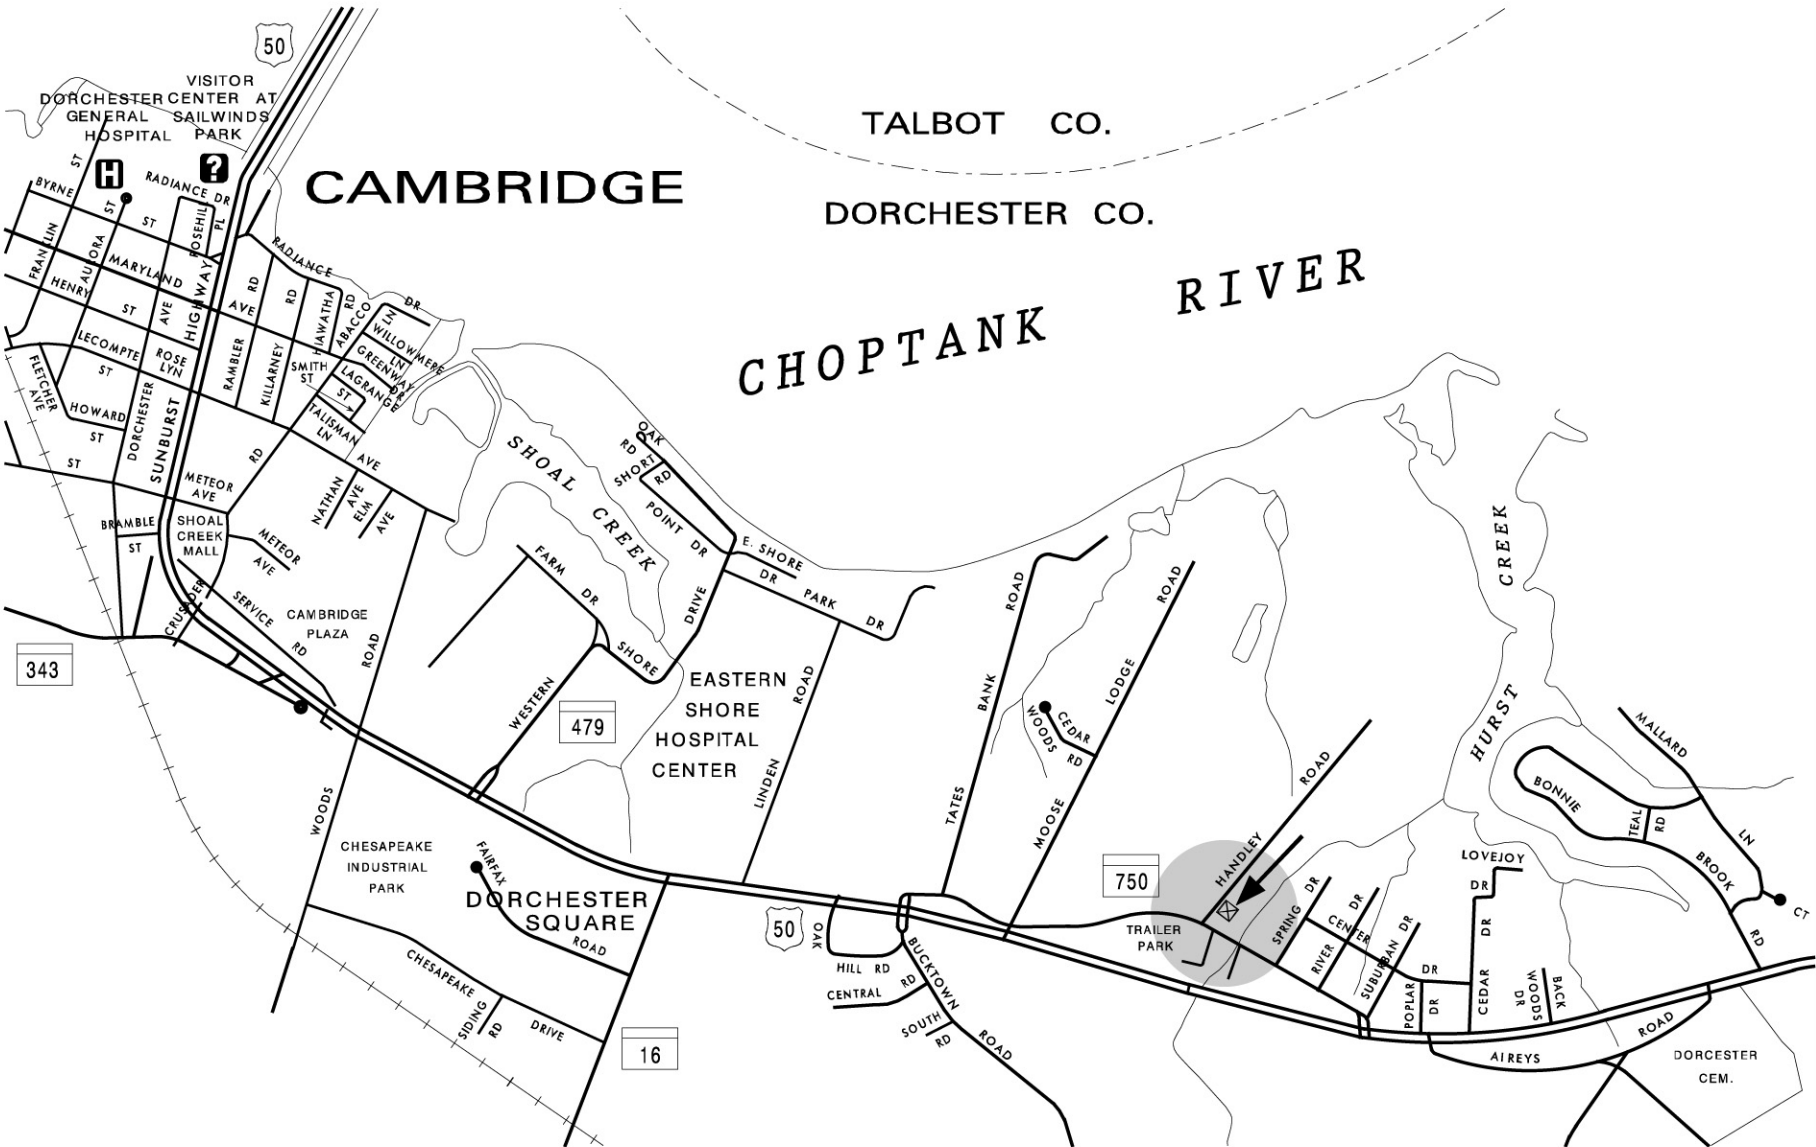 50
VISITOR
CENTER AT
SAILWINDS
PARK
DORCHESTER
GENERAL
HOSPITAL
H
?
CAMBRIDGE
TALBOT CO.
DORCHESTER CO.
CHOPTANK RIVER
BYRNE ST
ST
RADIANCE DR
ROSEHILL PL
FRANKLIN ST
AURORA ST
MARYLAND AVE
HENRY ST
HIGHWAY
SUNBURST
RADIANCE
DR
RAMBLER RD
KILLARNEY RD
HIAWATHA
ABACCO RD
LN
WILLOWMERE
LN
GREENWAY
DR
LAGRANGE
SMITH
ST
ST
TALISMAN
LN
LECOMPTE
ST
ROSE
LYN
AVE
DORCHESTER
FLETCHER
AVE
HOWARD
ST
ST
METEOR
AVE
RD
AVE
NATHAN
AVE
ELM
AVE
BRAMBLE
ST
SHOAL
CREEK
MALL
METEOR
AVE
CRUSADER
SERVICE
RD
CAMBRIDGE
PLAZA
343
WOODS ROAD
SHOAL CREEK
OAK
RD
SHORT
RD
POINT DR
E. SHORE
DR
PARK DR
FARM DR
SHORE DRIVE
WESTERN
479
EASTERN
SHORE
HOSPITAL
CENTER
LINDEN ROAD
TATES BANK ROAD
CEDAR
WOODS
RD
MOOSE LODGE ROAD
HURST CREEK
CHESAPEAKE
INDUSTRIAL
PARK
FAIRFAX
ROAD
DORCHESTER
SQUARE
CHESAPEAKE DRIVE
SIDING
RD
16
50
OAK
HILL RD
CENTRAL RD
SOUTH
RD
BUCKTOWN ROAD
750
HANDLEY ROAD
TRAILER
PARK
SPRING DR
CENTER
RIVER DR
SUBURBAN DR
DR
POPLAR
DR
CEDAR DR
LOVEJOY
DR
BACK
WOODS
DR
MALLARD LN
BONNIE BROOK RD
TEAL
RD
CT
AIREYS ROAD
DORCESTER
CEM.